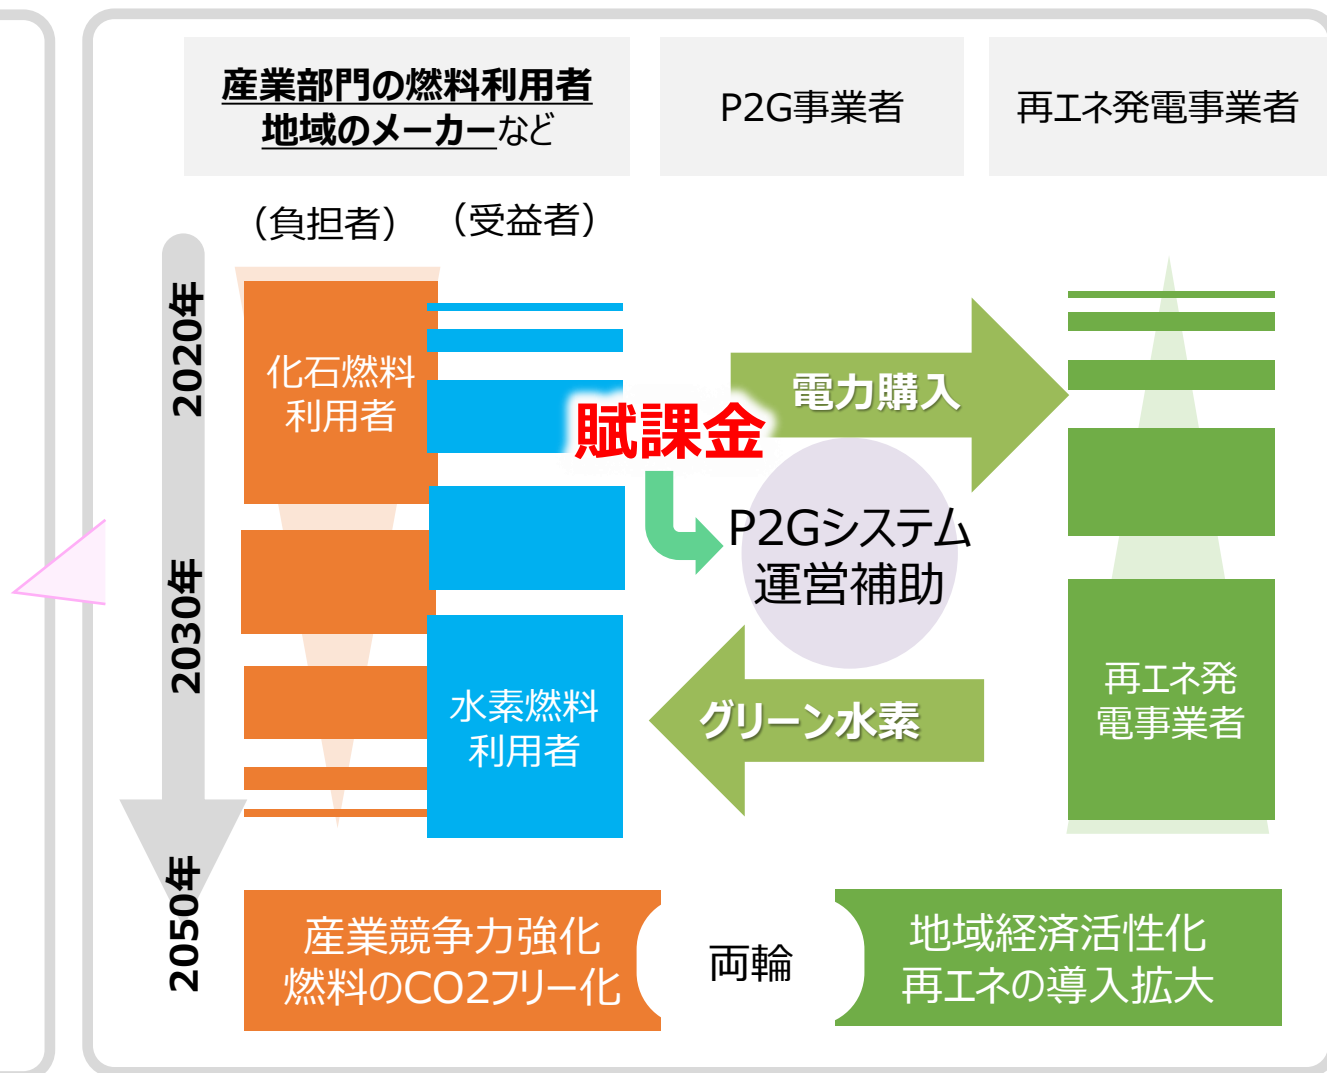 産業部門の燃料利用者
地域のメーカーなど
P2G事業者
再エネ発電事業者
（負担者）
（受益者）
2020年
2030年
2050年
化石燃料
利用者
賦課金
電力購入
P2Gシステム
運営補助
グリーン水素
水素燃料
利用者
再エネ発
電事業者
産業競争力強化
燃料のCO2フリー化
両輪
地域経済活性化
再エネの導入拡大